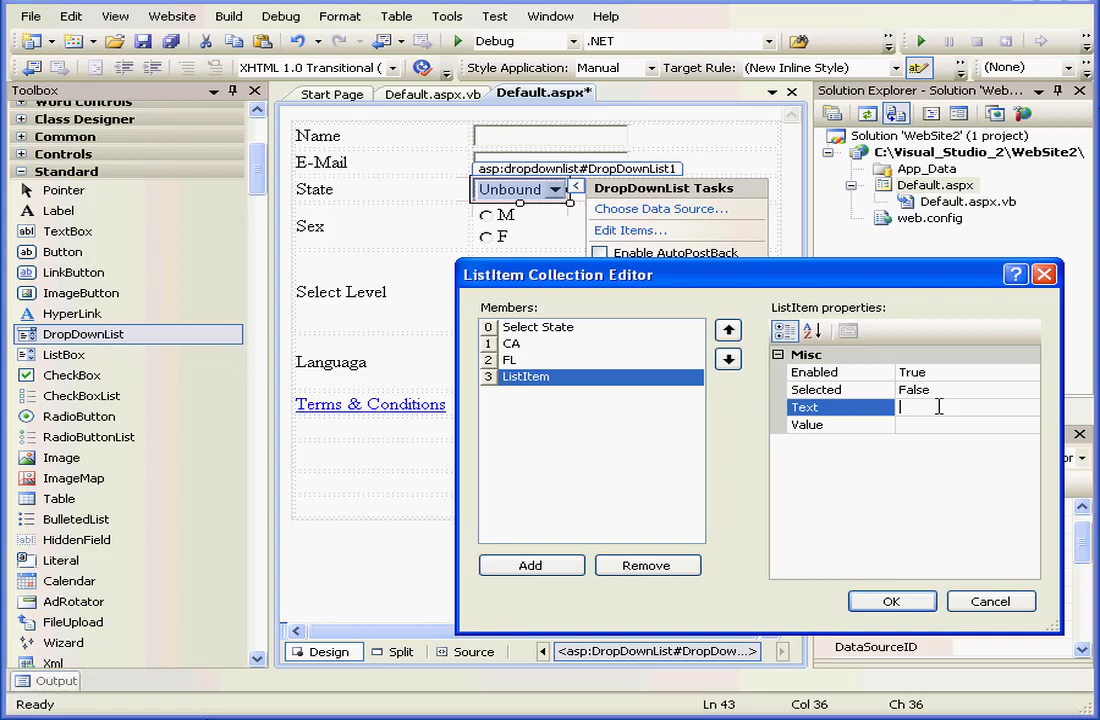 File Edit View Website Build Debug Format Table Tools Test Window Help
Debug .NET
XHTML 1.0 Transitional ( Style Application: Manual Target Rule: (New Inline Style) (None)
Toolbox
Start Page Default.aspx.vb Default.aspx*
Solution Explorer - Solution 'Web...
Word Controls
Class Designer
Common
Controls
Standard
Pointer
Label
abl TextBox
ab Button
LinkButton
ImageButton
A HyperLink
DropDownList
ListBox
CheckBox
CheckBoxList
RadioButton
RadioButtonList
Image
ImageMap
Table
BulletedList
HiddenField
Literal
Calendar
AdRotator
FileUpload
Wizard
Xml
Name
E-Mail
asp:dropdownlist#DropDownList1
State
Unbound
Sex
M
F
Select Level
Languaga
Terms & Conditions
DropDownList Tasks
Choose Data Source...
Edit Items...
Enable AutoPostBack
Solution 'WebSite2' (1 project)
C:\Visual_Studio_2\WebSite2\
App_Data
Default.aspx
Default.aspx.vb
web.config
ListItem Collection Editor
Members:
0 Select State
1 CA
2 FL
3 ListItem
Add Remove
ListItem properties:
Misc
Enabled True
Selected False
Text
Value
OK Cancel
DataSourceID
Design Split Source <asp:DropDownList#DropDow...>
Output
Ready Ln 43 Col 36 Ch 36